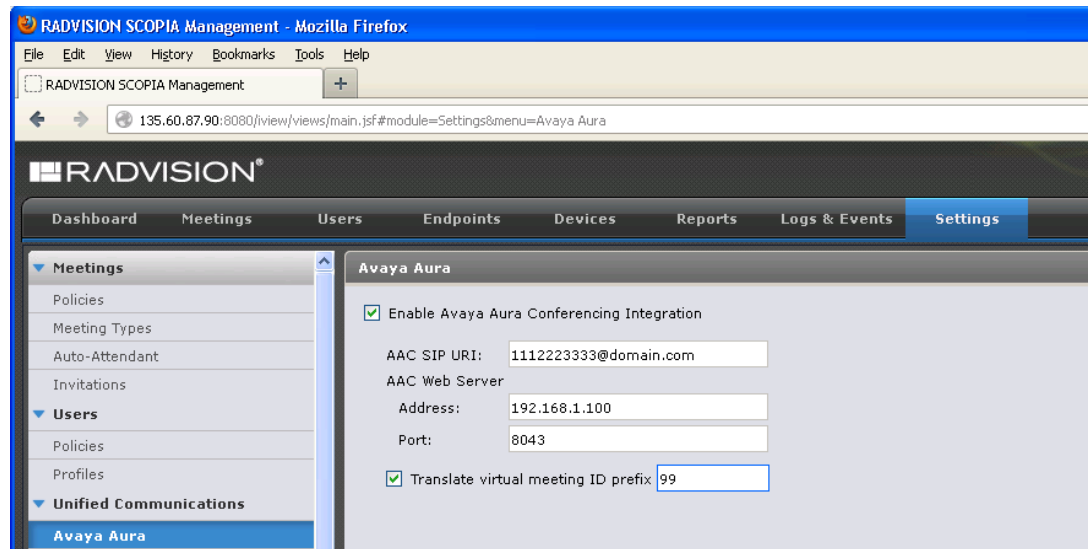 RADVISION SCOPIA Management - Mozilla Firefox
File Edit View History Bookmarks Tools Help
RADVISION SCOPIA Management +
135.60.87.90:8080/iview/views/main.jsf#module=Settings&menu=Avaya Aura
RADVISION®
Dashboard Meetings Users Endpoints Devices Reports Logs & Events Settings
Meetings
Policies
Meeting Types
Auto-Attendant
Invitations
Users
Policies
Profiles
Unified Communications
Avaya Aura
Avaya Aura
Enable Avaya Aura Conferencing Integration
AAC SIP URI: 1112223333@domain.com
AAC Web Server
Address: 192.168.1.100
Port: 8043
Translate virtual meeting ID prefix 99